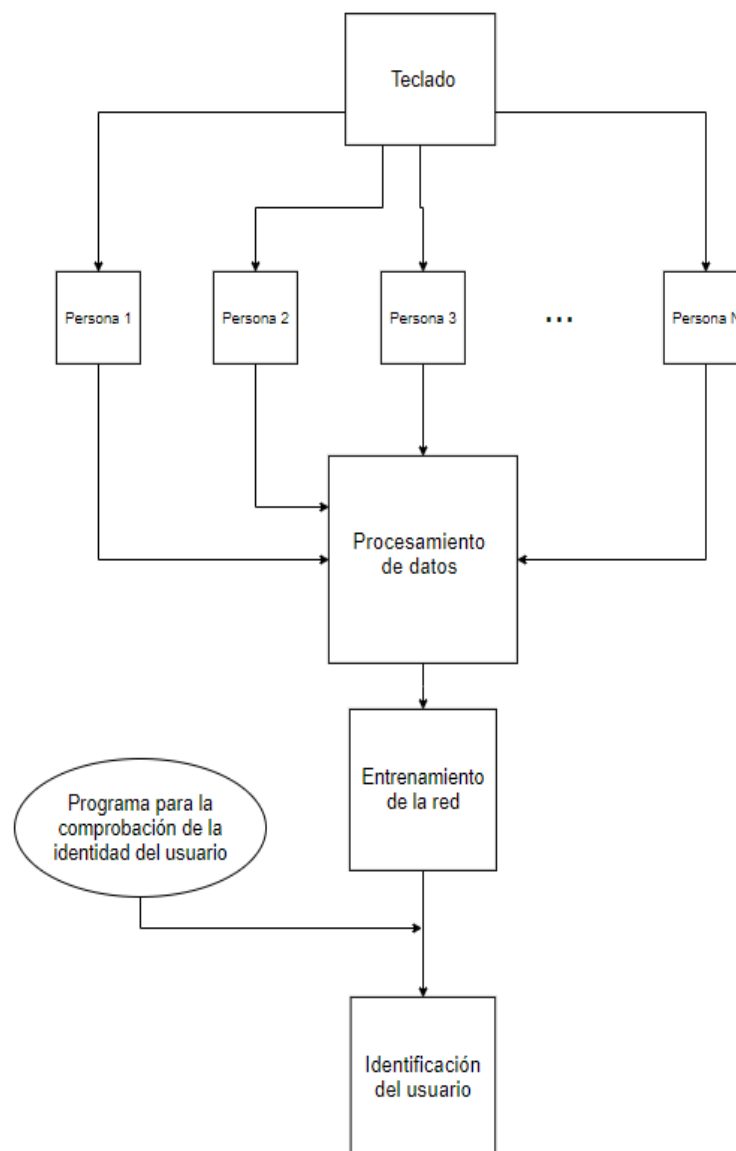 Teclado
Persona 1
Persona 2
Persona 3
...
Persona N
Procesamiento
de datos
Entrenamiento
de la red
Programa para la
comprobación de la
identidad del usuario
Identificación
del usuario